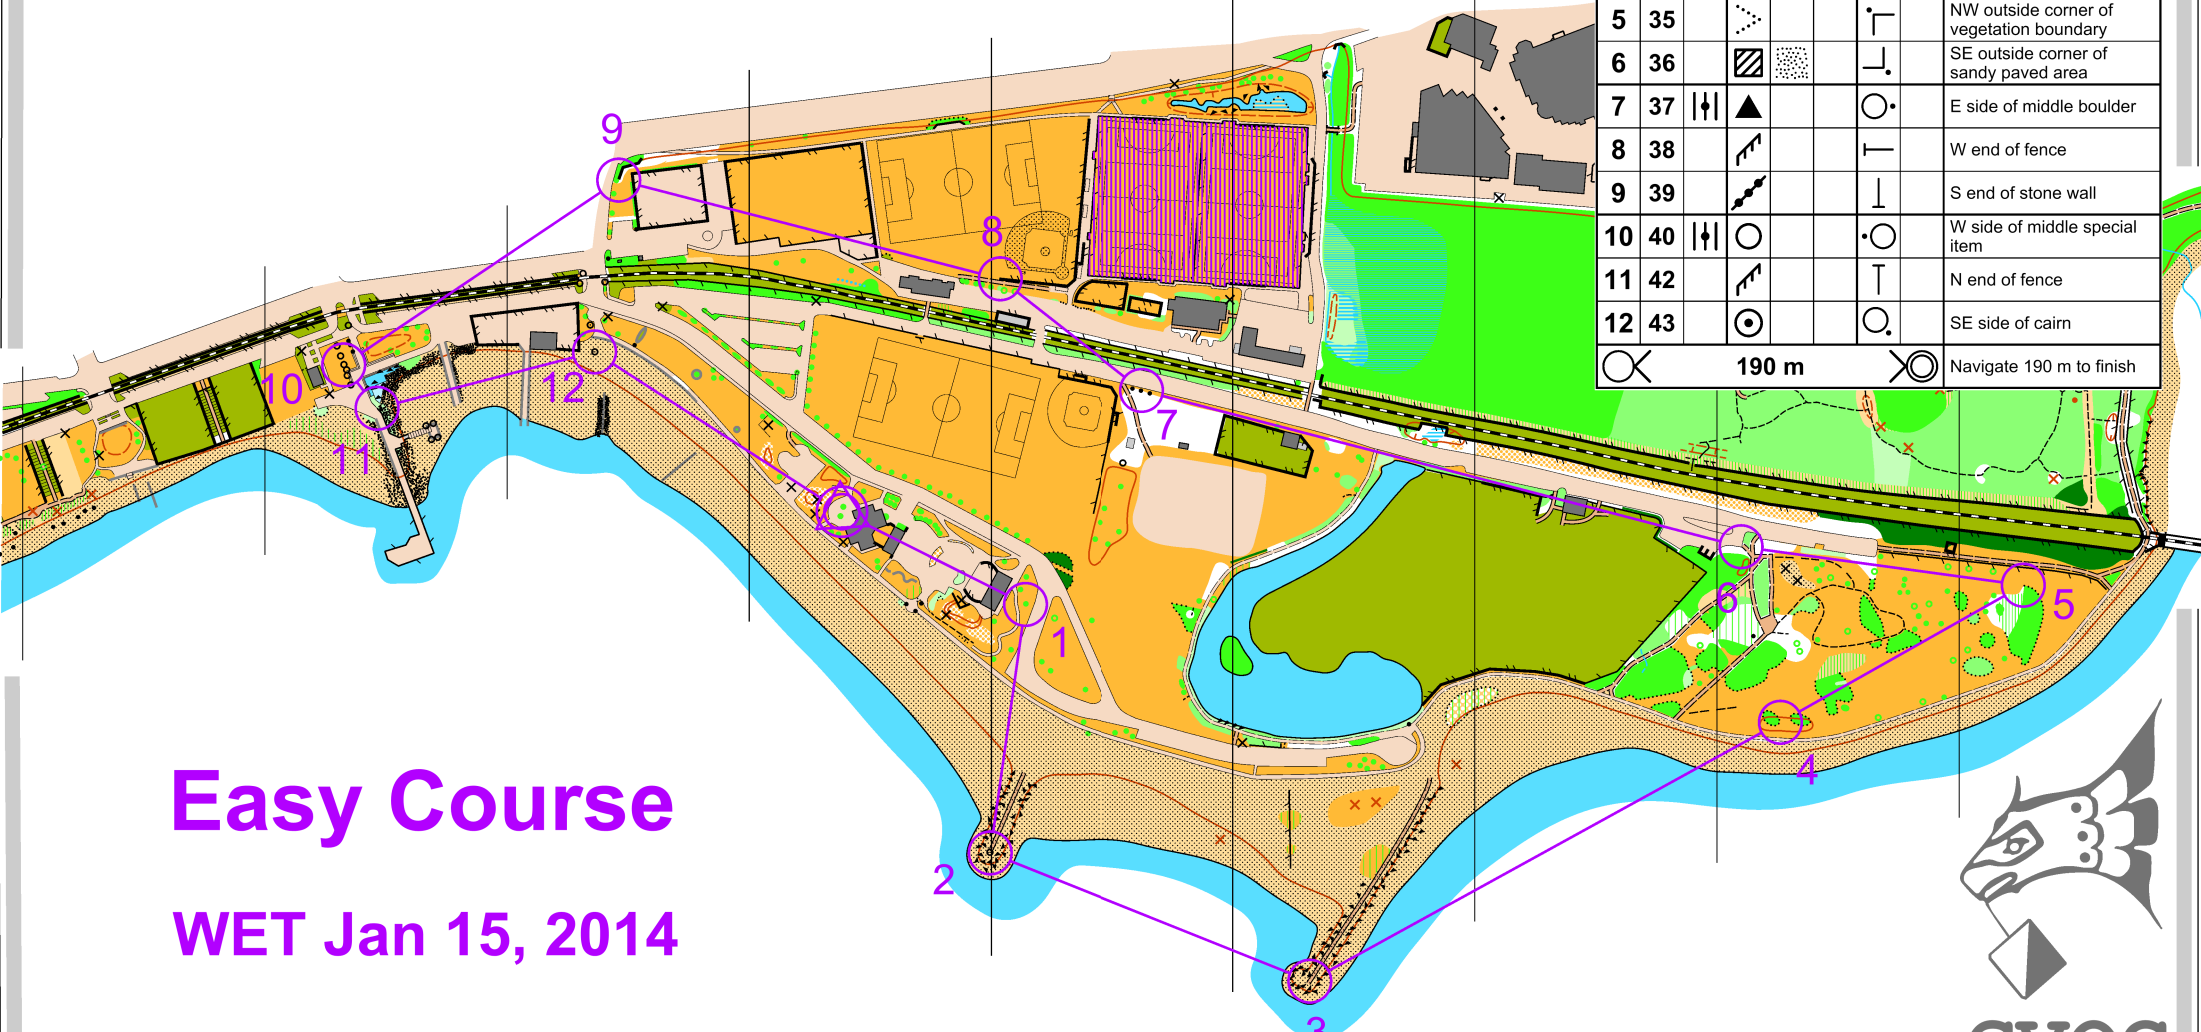 5 35 NW outside corner of
vegetation boundary
6 36 SE outside corner of
sandy paved area
7 37 E side of middle boulder
8 38 W end of fence
9 39 S end of stone wall
10 40 W side of middle special
item
11 42 N end of fence
12 43 SE side of cairn
190 m Navigate 190 m to finish
9
8
10
12
7
11
6
5
1
4
2
3
Easy Course
WET Jan 15, 2014